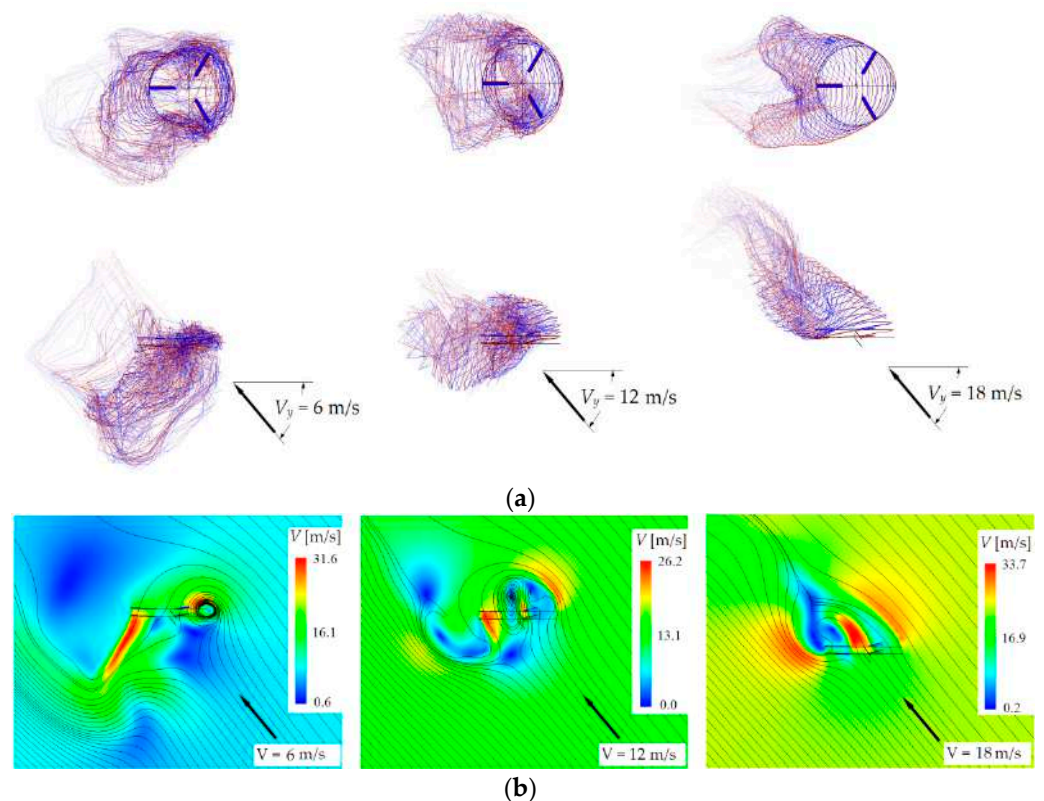 V_y = 6 m/s
V_y = 12 m/s
V_y = 18 m/s
(a)
V [m/s]
31.6
16.1
0.6
V = 6 m/s
V [m/s]
26.2
13.1
0.0
V = 12 m/s
V [m/s]
33.7
16.9
0.2
V = 18 m/s
(b)